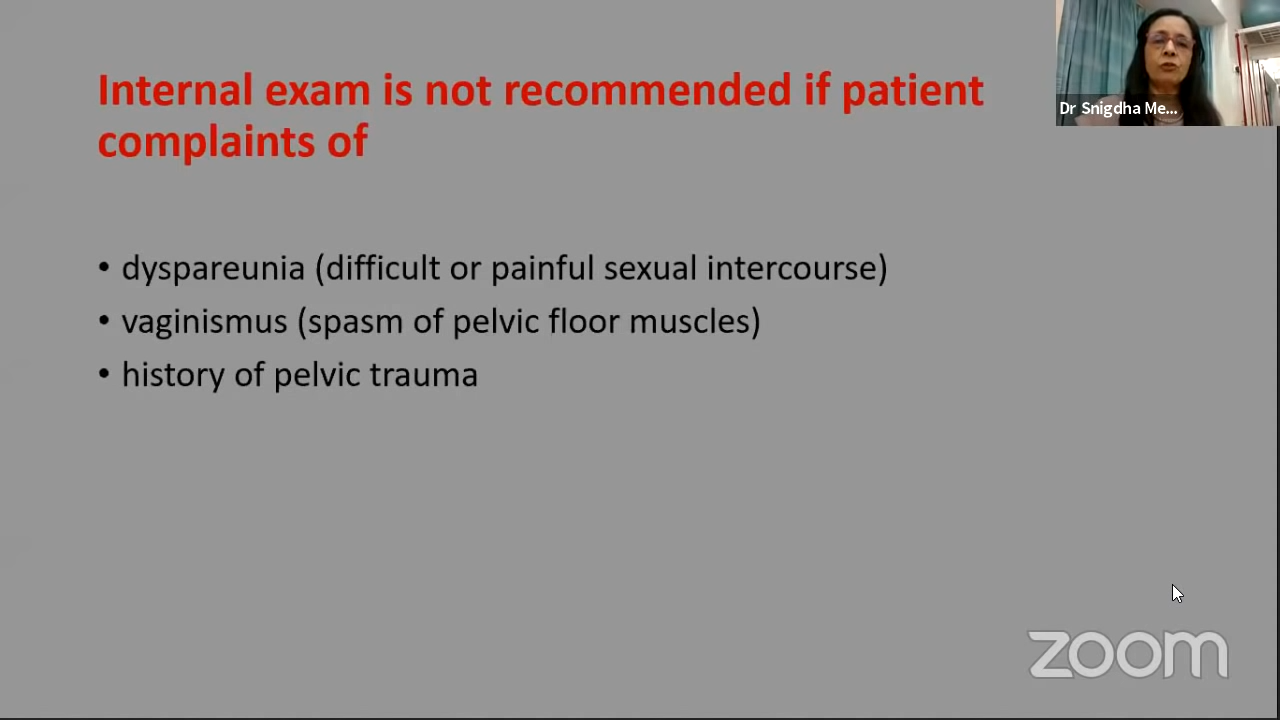 Internal exam is not recommended if patient
complaints of
Dr Snigdha Me...
• dyspareunia (difficult or painful sexual intercourse)
• vaginismus (spasm of pelvic floor muscles)
• history of pelvic trauma
zoom